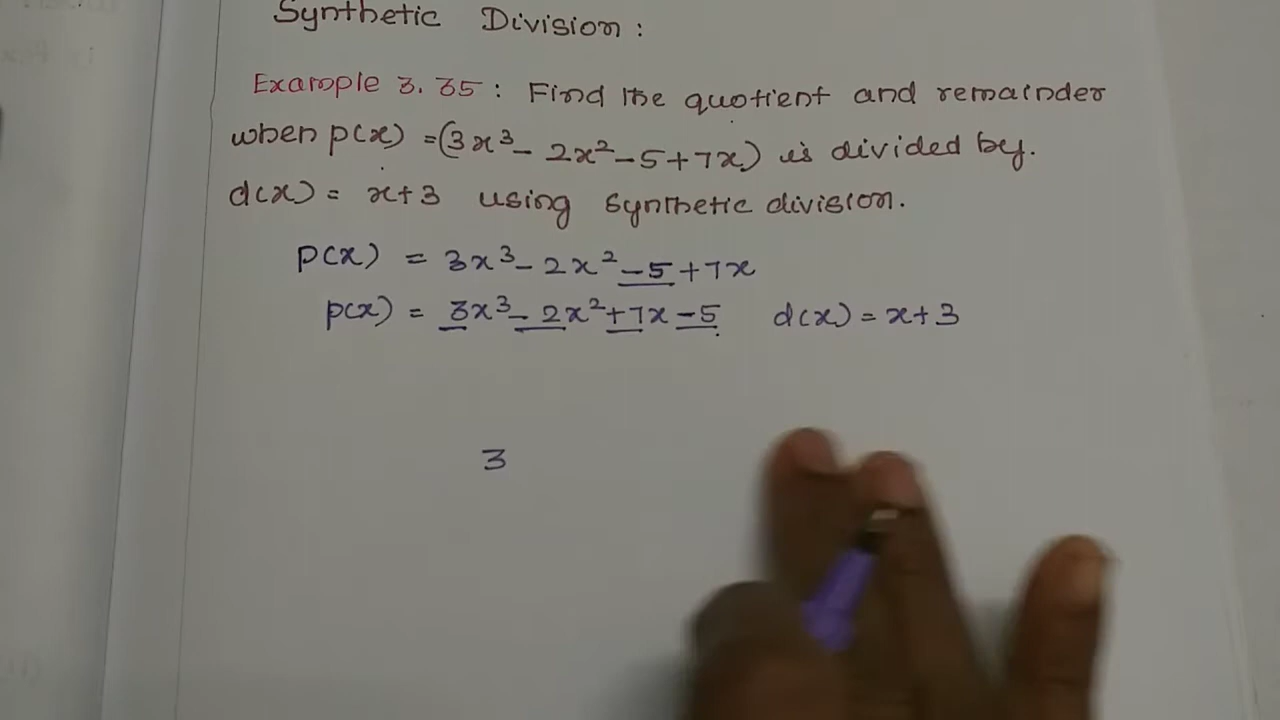 Synthetic Division :
Example 3.35 : Find the quotient and remainder
when p(x) = (3x³ - 2x² - 5 + 7x) is divided by.
d(x) = x+3 using synthetic division.
p(x) = 3x³ - 2x² - 5 + 7x
p(x) = 3x³ - 2x² + 7x - 5 d(x) = x+3
3